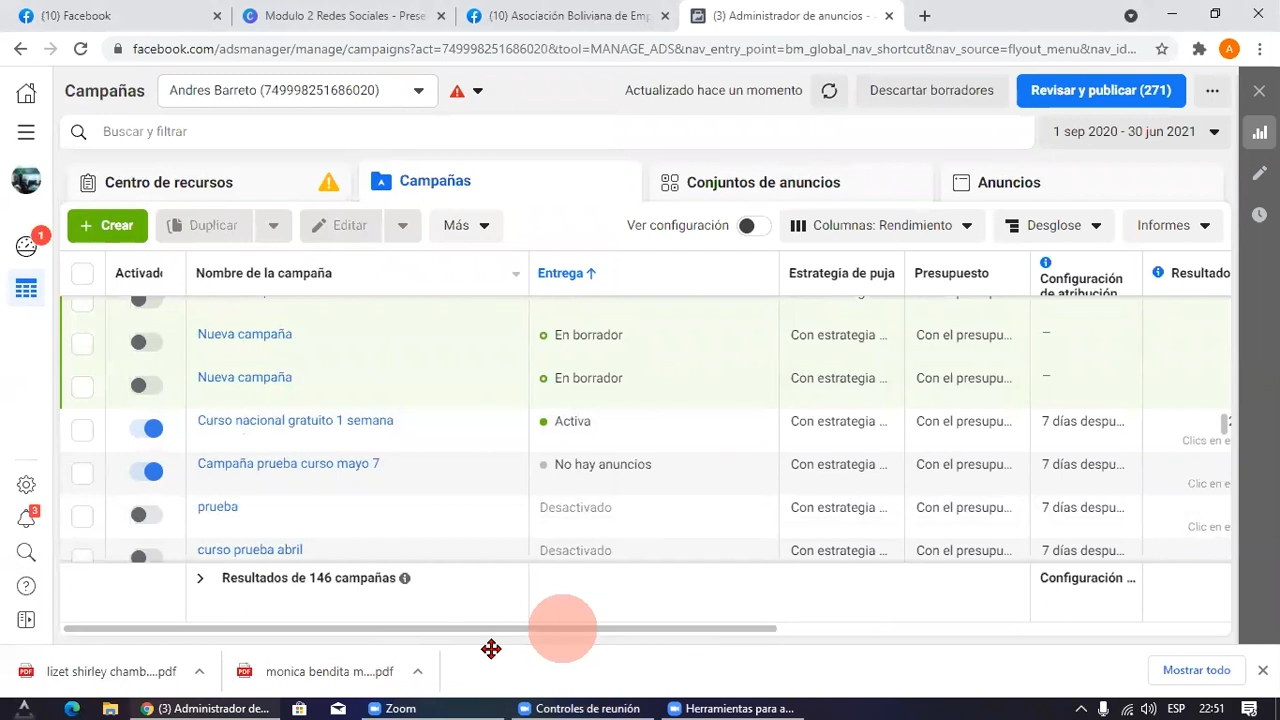 (10) Facebook
Modulo 2 Redes Sociales - Prese
(10) Asociación Boliviana de Emp
(3) Administrador de anuncios -
facebook.com/adsmanager/manage/campaigns?act=749998251686020&tool=MANAGE_ADS&nav_entry_point=bm_global_nav_shortcut&nav_source=flyout_menu&nav_id...
A
Campañas
Andres Barreto (749998251686020)
Actualizado hace un momento
Descartar borradores
Revisar y publicar (271)
Buscar y filtrar
1 sep 2020 - 30 jun 2021
Centro de recursos
Campañas
Conjuntos de anuncios
Anuncios
Crear
Duplicar
Editar
Más
Ver configuración
Columnas: Rendimiento
Desglose
Informes
1
Activado
Nombre de la campaña
Entrega
Estrategia de puja
Presupuesto
Configuración de atribución
Resultado
Nueva campaña
En borrador
Con estrategia ...
Con el presupu...
—
Nueva campaña
En borrador
Con estrategia ...
Con el presupu...
—
Curso nacional gratuito 1 semana
Activa
Con estrategia ...
Con el presupu...
7 días despu...
Clics en e
Campaña prueba curso mayo 7
No hay anuncios
Con estrategia ...
Con el presupu...
7 días despu...
Clic en e
prueba
Desactivado
Con estrategia ...
Con el presupu...
7 días despu...
Clic en e
3
curso prueba abril
Desactivado
Con estrategia ...
Con el presupu...
7 días despu...
Resultados de 146 campañas
Configuración ...
lizet shirley chamb....pdf
monica bendita m....pdf
Mostrar todo
(3) Administrador de...
Zoom
Controles de reunión
Herramientas para a...
ESP
22:51